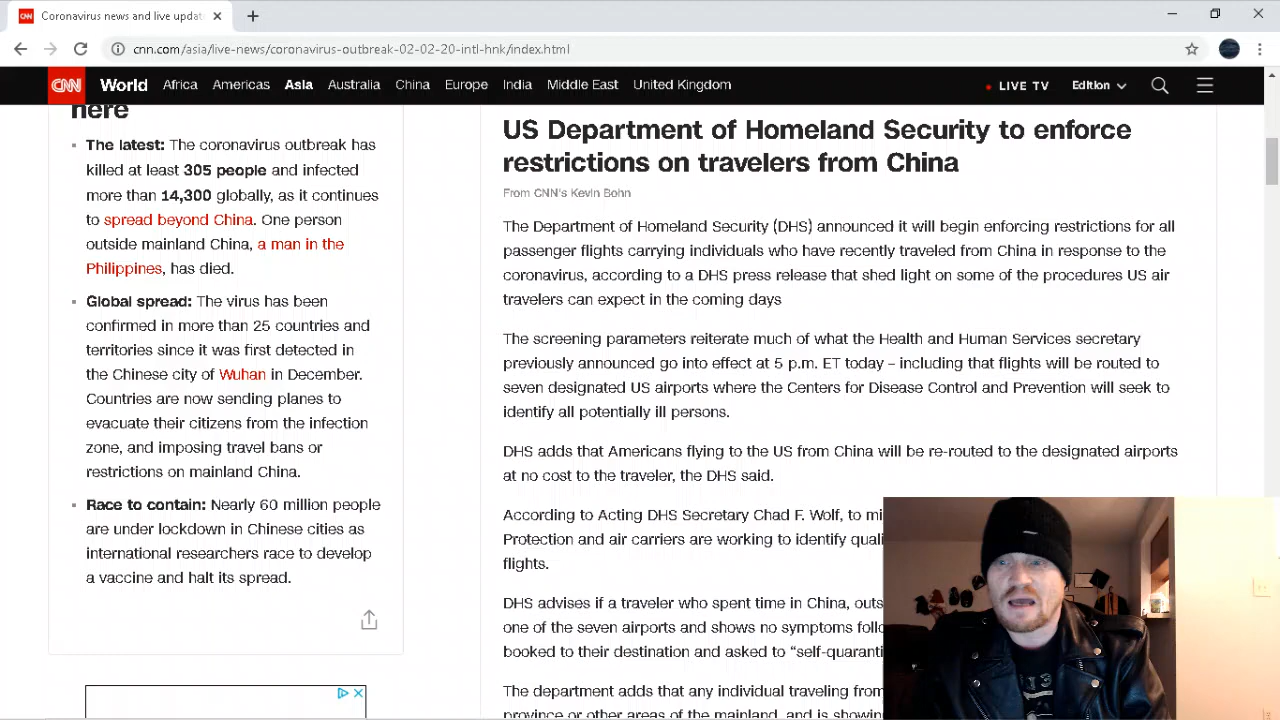 Coronavirus news and live updat
cnn.com/asia/live-news/coronavirus-outbreak-02-02-20-intl-hnk/index.html
CNN World Africa Americas Asia Australia China Europe India Middle East United Kingdom LIVE TV Edition
here
The latest: The coronavirus outbreak has
killed at least 305 people and infected
more than 14,300 globally, as it continues
to spread beyond China. One person
outside mainland China, a man in the
Philippines, has died.
Global spread: The virus has been
confirmed in more than 25 countries and
territories since it was first detected in
the Chinese city of Wuhan in December.
Countries are now sending planes to
evacuate their citizens from the infection
zone, and imposing travel bans or
restrictions on mainland China.
Race to contain: Nearly 60 million people
are under lockdown in Chinese cities as
international researchers race to develop
a vaccine and halt its spread.
US Department of Homeland Security to enforce
restrictions on travelers from China
From CNN's Kevin Bohn
The Department of Homeland Security (DHS) announced it will begin enforcing restrictions for all
passenger flights carrying individuals who have recently traveled from China in response to the
coronavirus, according to a DHS press release that shed light on some of the procedures US air
travelers can expect in the coming days
The screening parameters reiterate much of what the Health and Human Services secretary
previously announced go into effect at 5 p.m. ET today – including that flights will be routed to
seven designated US airports where the Centers for Disease Control and Prevention will seek to
identify all potentially ill persons.
DHS adds that Americans flying to the US from China will be re-routed to the designated airports
at no cost to the traveler, the DHS said.
According to Acting DHS Secretary Chad F. Wolf, to mi
Protection and air carriers are working to identify quali
flights.
DHS advises if a traveler who spent time in China, outs
one of the seven airports and shows no symptoms follo
booked to their destination and asked to “self-quaranti
The department adds that any individual traveling from
province or other areas of the mainland, and is showing